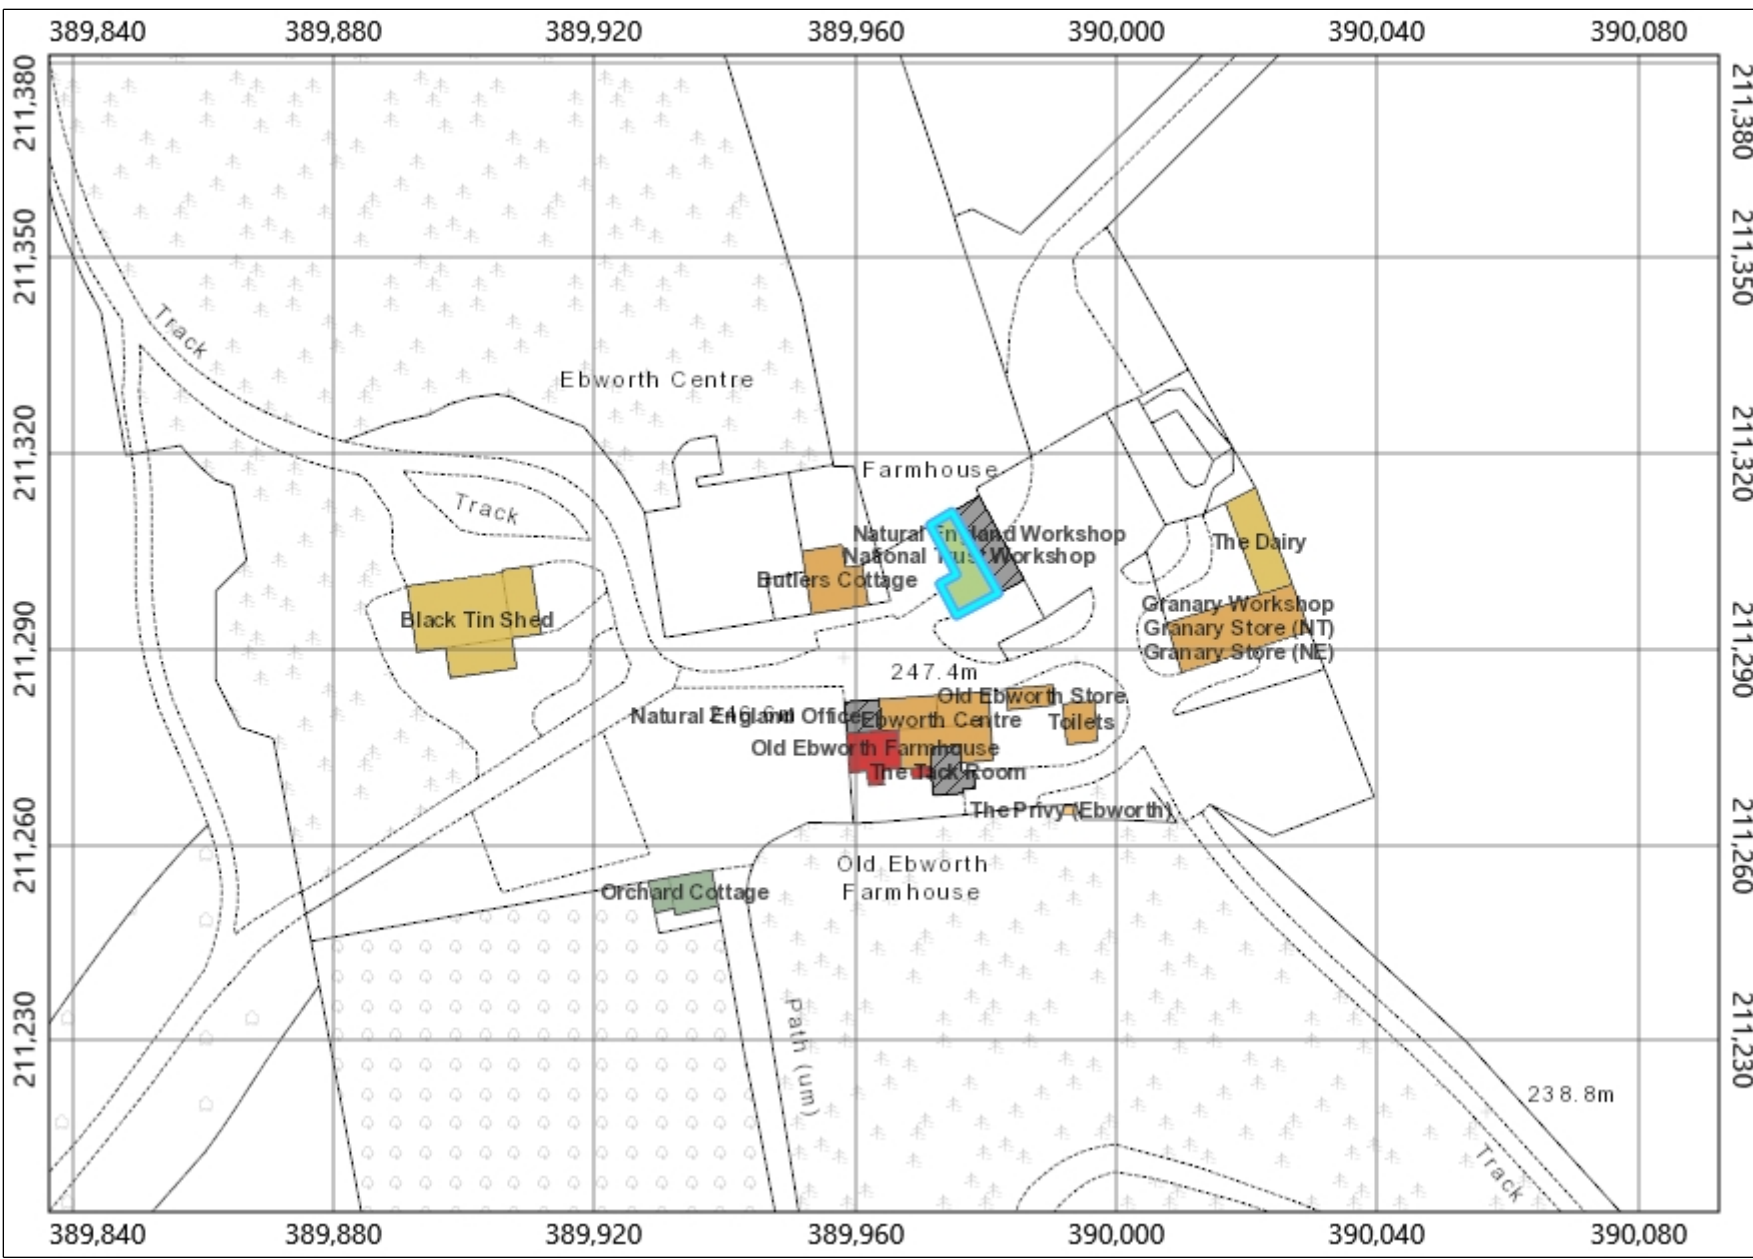 389,840 389,880 389,920 389,960 390,000 390,040 390,080
211,380 211,380
211,350 211,350
Track
Ebworth Centre
211,320 211,320
Farmhouse
Track
Natural England Workshop
The Dairy
National Trust Workshop
Butlers Cottage
Granary Workshop
Black Tin Shed
Granary Store (NT)
211,290 211,290
Granary Store (NE)
247.4m
Old Ebworth Store
Natural England Office
246.6m
Ebworth Centre
Toilets
Old Ebworth Farmhouse
The Tack Room
The Privy (Ebworth)
211,260 211,260
Old Ebworth
Farmhouse
Orchard Cottage
211,230 211,230
Path (um)
238.8m
Track
389,840 389,880 389,920 389,960 390,000 390,040 390,080